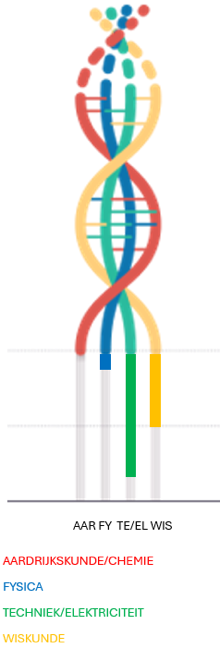 AAR FY TE/EL WIS
AARDRIJKSKUNDE/CHEMIE
FYSICA
TECHNIEK/ELEKTRICITEIT
WISKUNDE